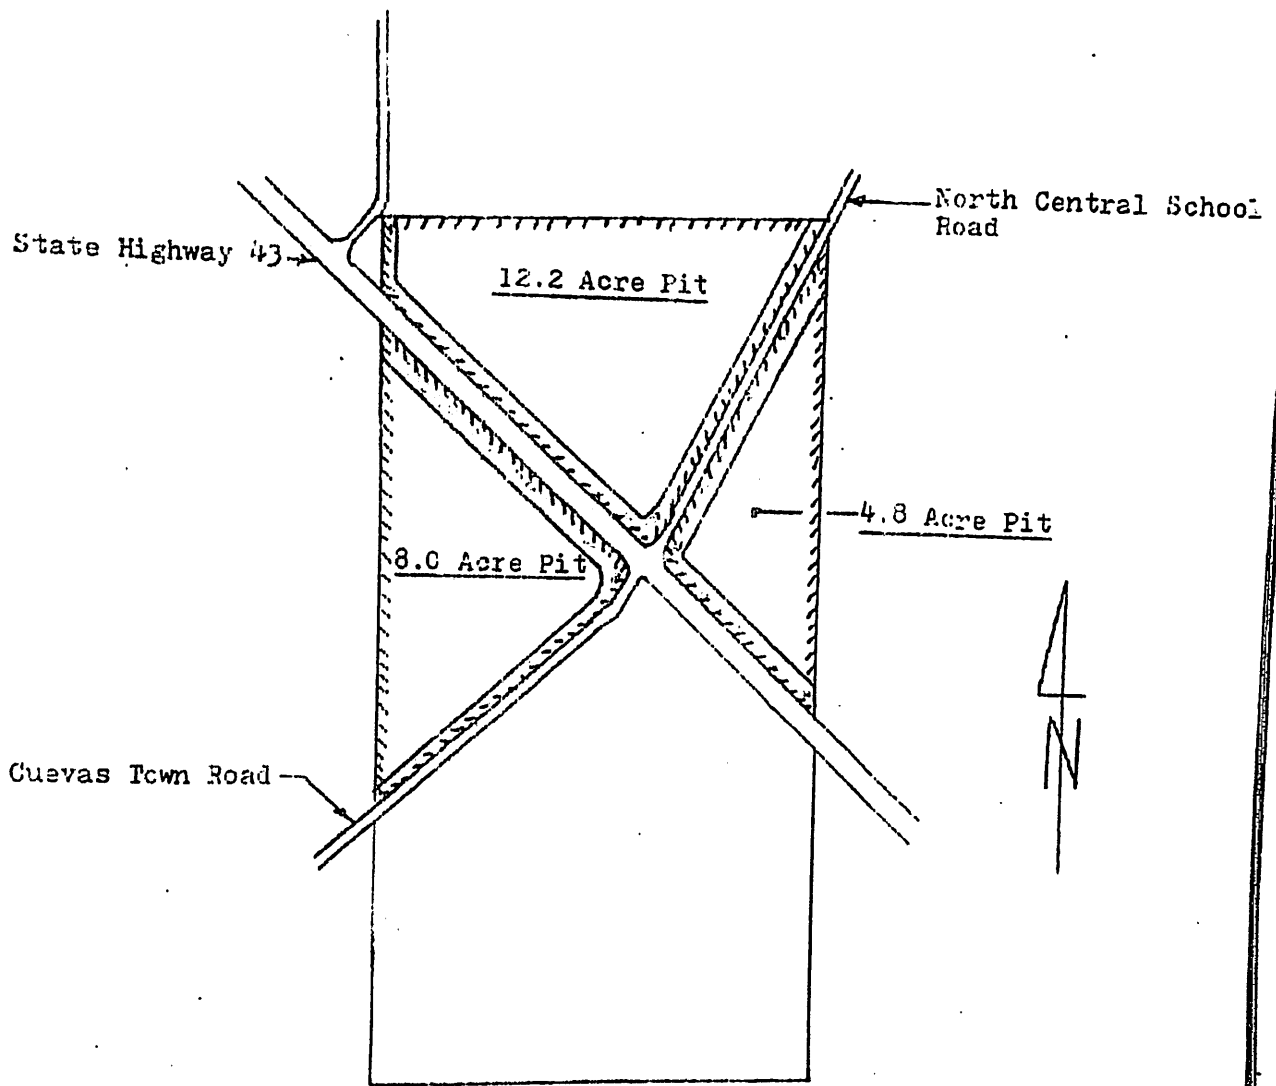 North Central School
Road
State Highway 43
12.2 Acre Pit
4.8 Acre Pit
8.0 Acre Pit
Cuevas Town Road
N